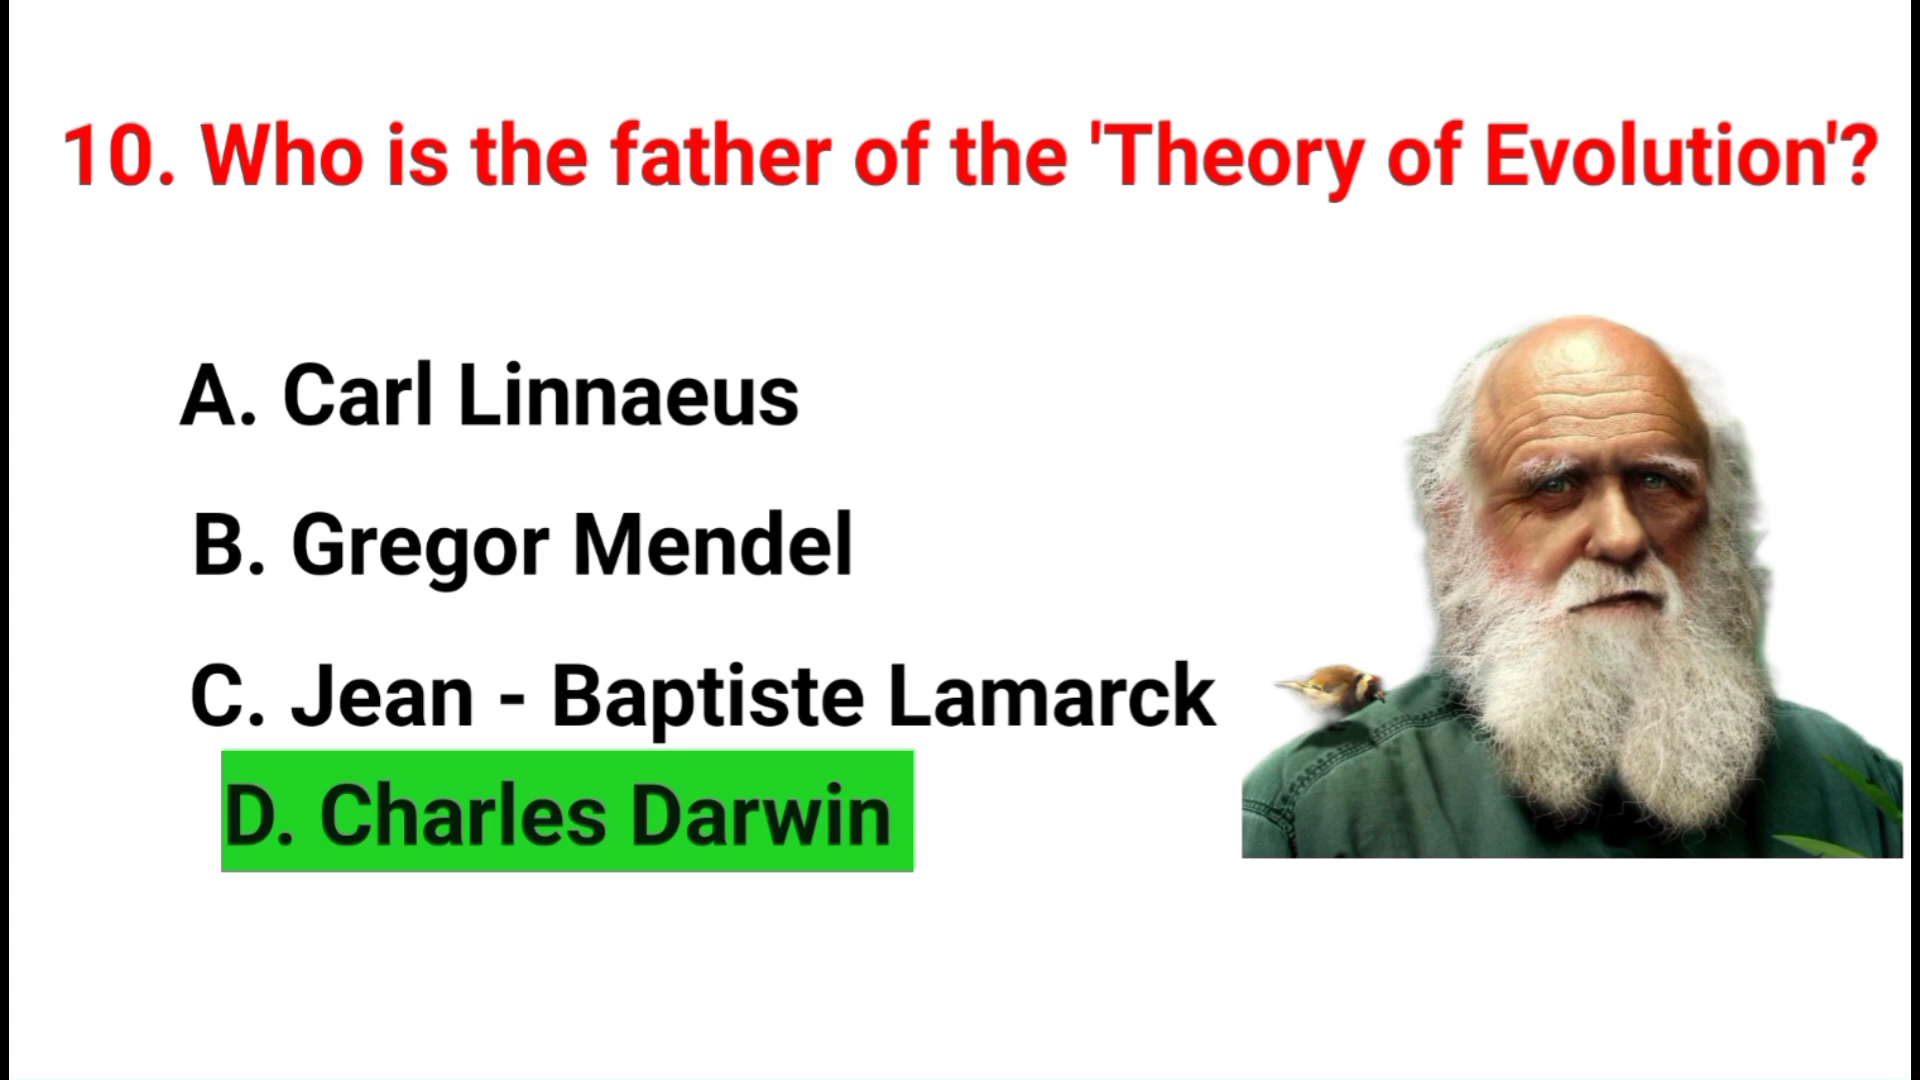 10. Who is the father of the 'Theory of Evolution'?
A. Carl Linnaeus
B. Gregor Mendel
C. Jean - Baptiste Lamarck
D. Charles Darwin